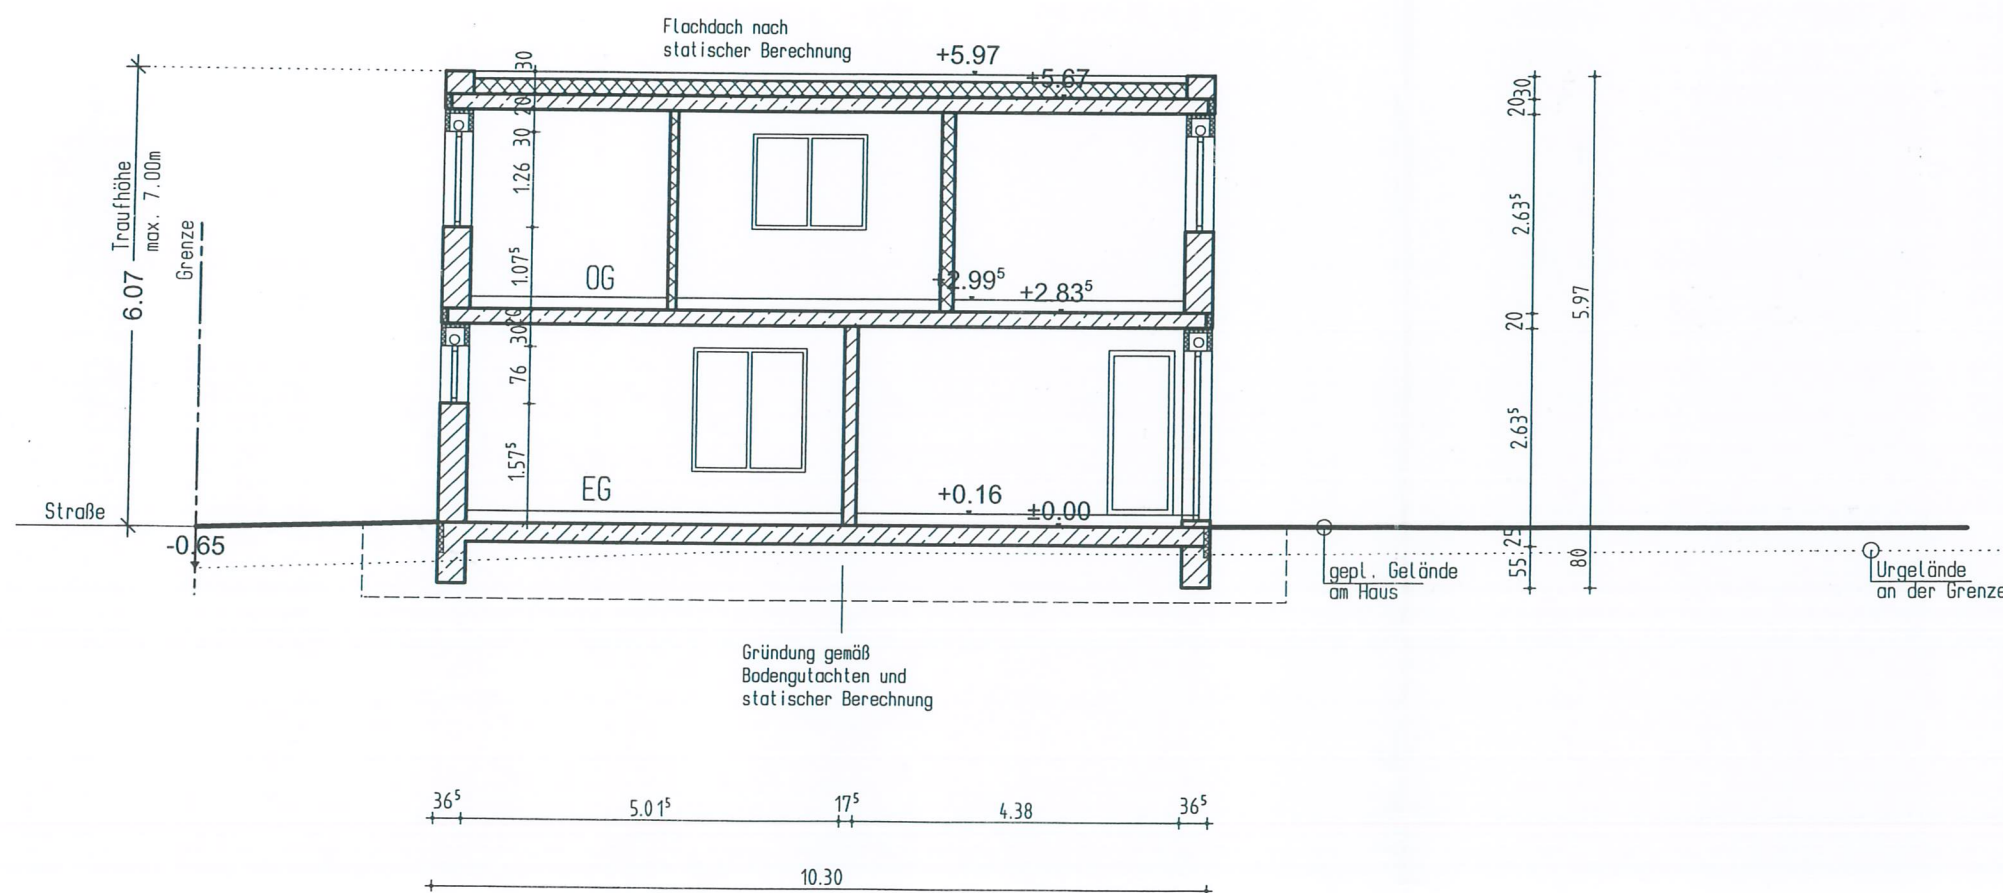 Flachdach nach
statischer Berechnung
+5.97
+5.67
30
20
30
1.26
1.07⁵
20
30
76
1.57⁵
6.07
Traufhöhe
max. 7.00m
Grenze
OG
+2.99⁵
+2.83⁵
EG
+0.16
±0.00
Straße
-0.65
30
20
2.63⁵
20
2.63⁵
25
55
5.97
80
gepl. Gelände
am Haus
Urgelände
an der Grenze
Gründung gemäß
Bodengutachten und
statischer Berechnung
36⁵
5.01⁵
17⁵
4.38
36⁵
10.30